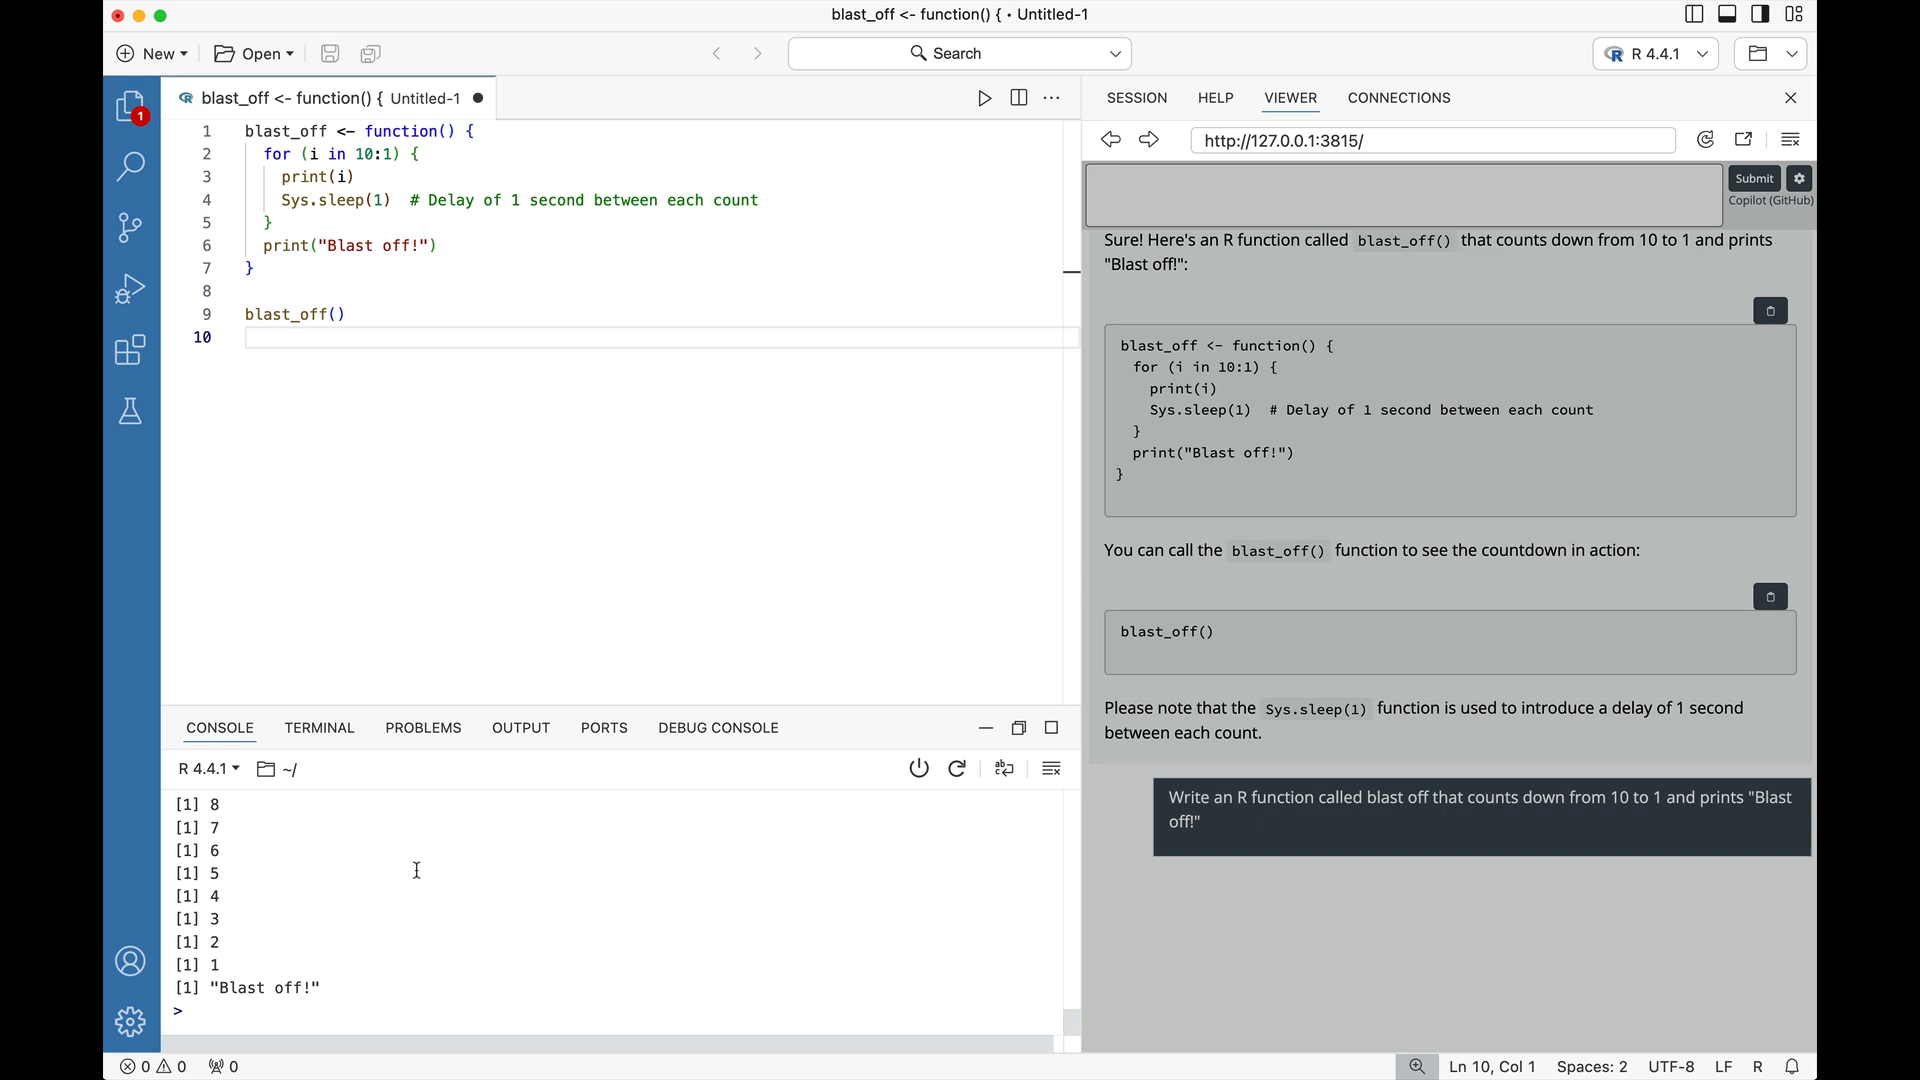 blast_off <- function() { • Untitled-1
New
Open
Search
R 4.4.1
1
blast_off <- function() { Untitled-1
SESSION HELP VIEWER CONNECTIONS
http://127.0.0.1:3815/
1 blast_off <- function() {
2 for (i in 10:1) {
3 print(i)
4 Sys.sleep(1) # Delay of 1 second between each count
5 }
6 print("Blast off!")
7 }
8
9 blast_off()
10
Submit
Copilot (GitHub)
Sure! Here's an R function called blast_off() that counts down from 10 to 1 and prints
"Blast off!":
blast_off <- function() {
for (i in 10:1) {
print(i)
Sys.sleep(1) # Delay of 1 second between each count
}
print("Blast off!")
}
You can call the blast_off() function to see the countdown in action:
blast_off()
Please note that the Sys.sleep(1) function is used to introduce a delay of 1 second
between each count.
Write an R function called blast off that counts down from 10 to 1 and prints "Blast
off!"
CONSOLE TERMINAL PROBLEMS OUTPUT PORTS DEBUG CONSOLE
R 4.4.1 ~/
[1] 8
[1] 7
[1] 6
[1] 5
[1] 4
[1] 3
[1] 2
[1] 1
[1] "Blast off!"
>
0 0 0
Ln 10, Col 1 Spaces: 2 UTF-8 LF R